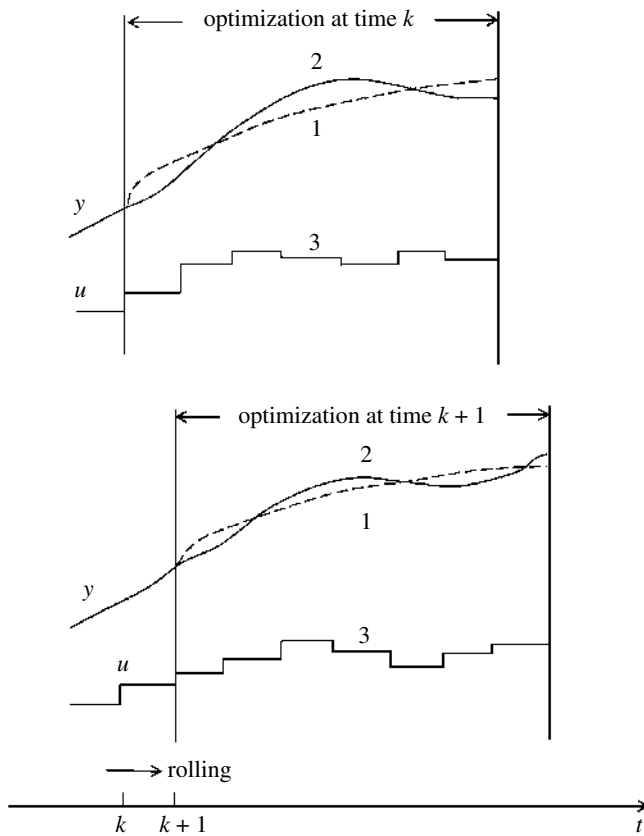 optimization at time k
2
1
y
3
u
optimization at time k + 1
2
1
y
3
u
rolling
k k + 1 t